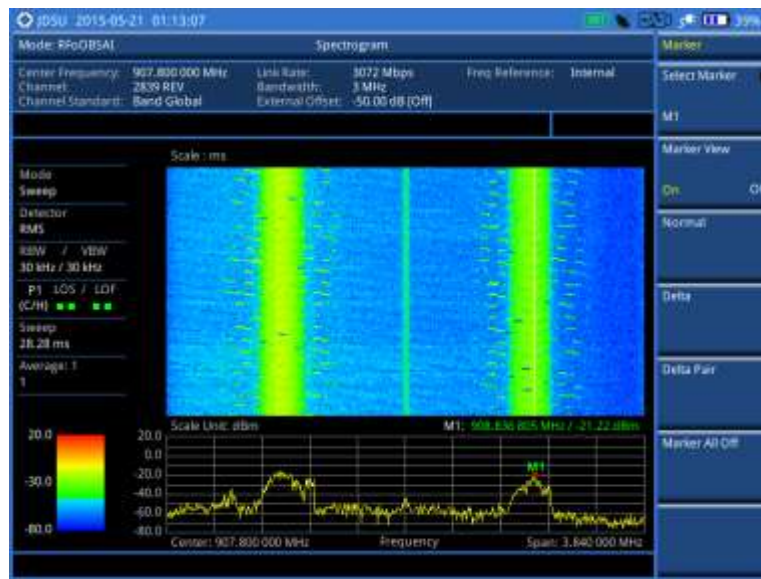 JDSU 2015-05-21 01:13:07
39%
Mode: RFoOBSAI
Spectrogram
Marker
Center Frequency: 907.800 000 MHz
Link Rate: 3072 Mbps
Freq Reference: Internal
Channel: 2839 REV
Bandwidth: 3 MHz
Channel Standard: Band Global
External Offset: -50.00 dB [Off]
Select Marker
M1
Scale : ms
Marker View
On
Mode
Sweep
Detector
RMS
RBW / VBW
30 kHz / 30 kHz
Normal
P1 LOS / LOF
(C/H)
Delta
Sweep
28.28 ms
Average: 1
1
Delta Pair
Scale Unit: dBm
M1: 908.836 805 MHz / -21.22 dBm
Marker All Off
20.0
-30.0
-80.0
20.0
0.0
-20.0
-40.0
-60.0
-80.0
M1
Center: 907.800 000 MHz
Frequency
Span: 3.840 000 MHz